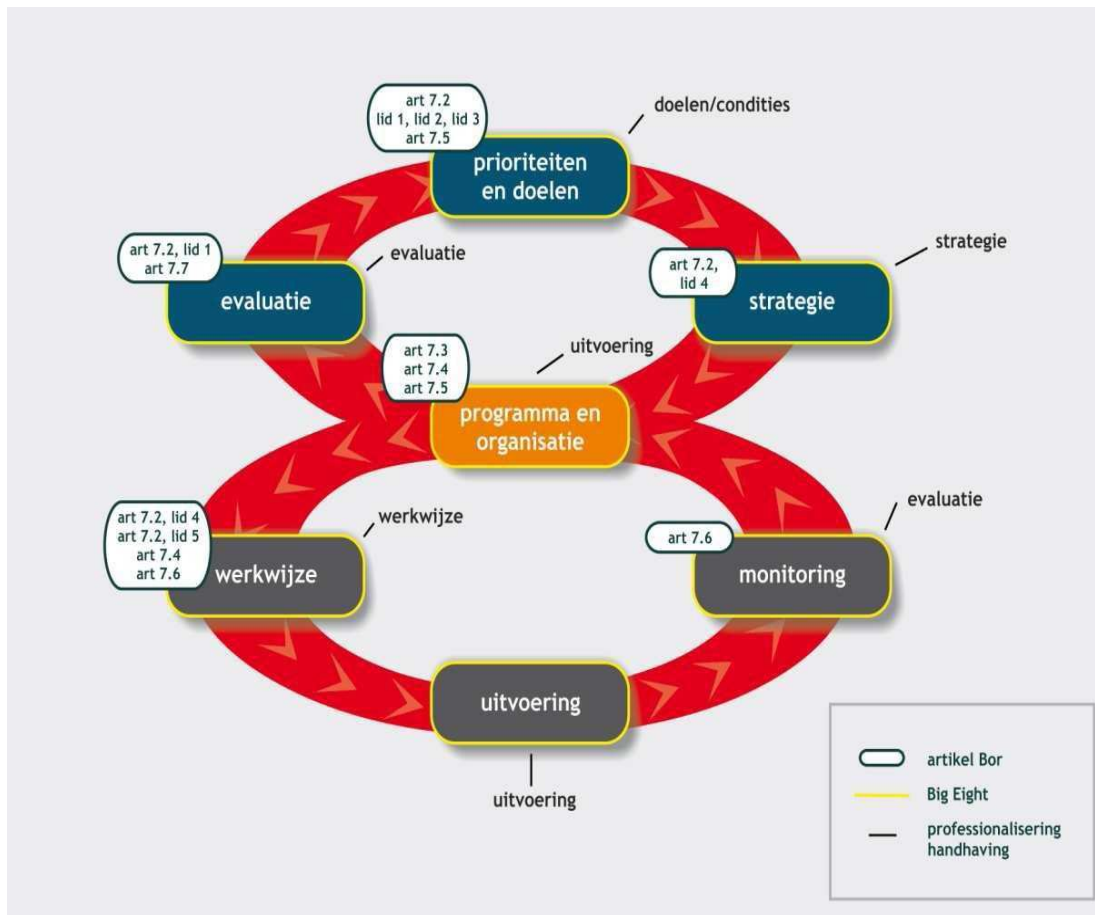 art 7.2
lid 1, lid 2, lid 3
art 7.5
doelen/condities
prioriteiten
en doelen
art 7.2, lid 1
art 7.7
evaluatie
evaluatie
art 7.2,
lid 4
strategie
strategie
art 7.3
art 7.4
art 7.5
uitvoering
programma en
organisatie
art 7.2, lid 4
art 7.2, lid 5
art 7.4
art 7.6
werkwijze
werkwijze
art 7.6
evaluatie
monitoring
uitvoering
uitvoering
artikel Bor
Big Eight
professionalisering
handhaving